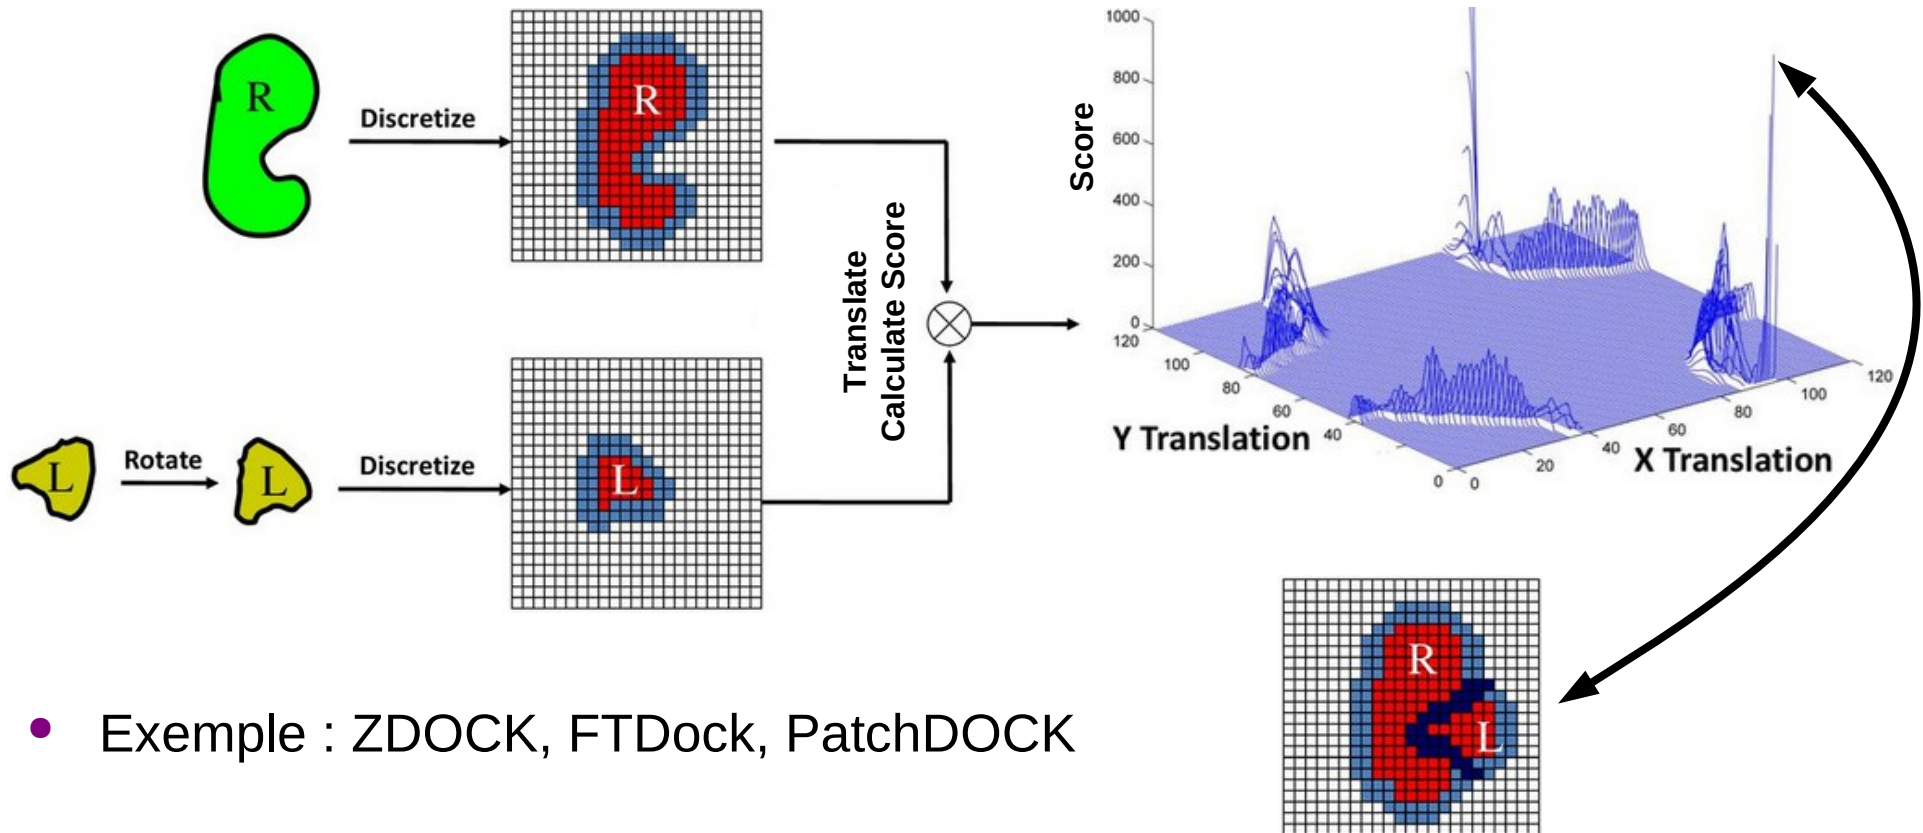 R
Discretize
R
Translate
Calculate Score
L
Rotate
L
Discretize
L
Score
1000
800
600
400
200
0
120
100
80
60
40
0
Y Translation
0
20
40
60
80
100
120
X Translation
R
L
• Exemple : ZDOCK, FTDock, PatchDOCK